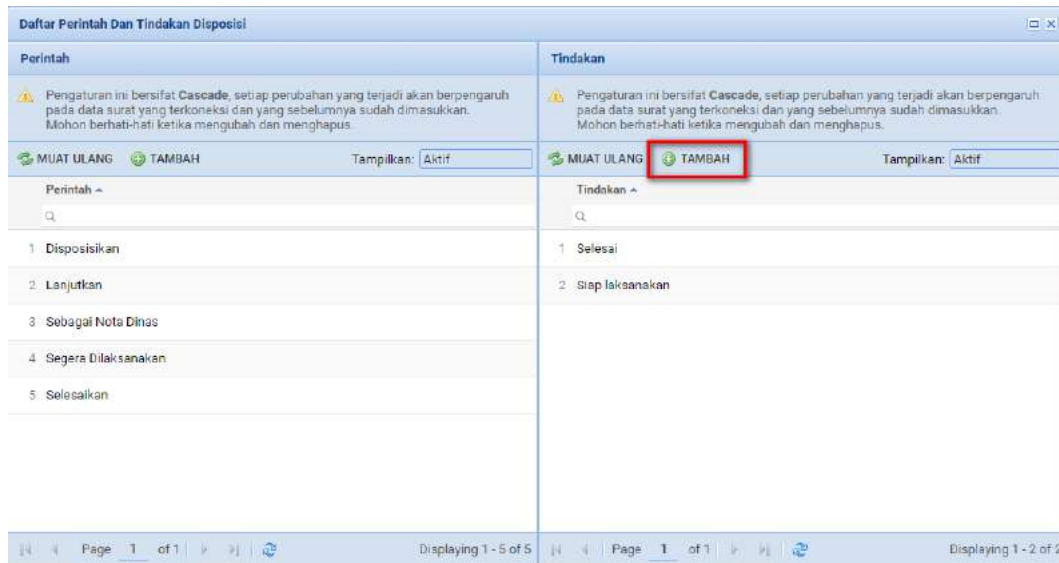 Daftar Perintah Dan Tindakan Disposisi
Perintah
Pengaturan ini bersifat Cascade, setiap perubahan yang terjadi akan berpengaruh
pada data surat yang terkoneksi dan yang sebelumnya sudah dimasukkan.
Mohon berhati-hati ketika mengubah dan menghapus.
MUAT ULANG TAMBAH Tampilkan: Aktif
Perintah
1 Disposisikan
2 Lanjutkan
3 Sebagai Nota Dinas
4 Segera Dilaksanakan
5 Selesaikan
Page 1 of 1 Displaying 1 - 5 of 5
Tindakan
Pengaturan ini bersifat Cascade, setiap perubahan yang terjadi akan berpengaruh
pada data surat yang terkoneksi dan yang sebelumnya sudah dimasukkan.
Mohon berhati-hati ketika mengubah dan menghapus.
MUAT ULANG TAMBAH Tampilkan: Aktif
Tindakan
1 Selesai
2 Siap laksanakan
Page 1 of 1 Displaying 1 - 2 of 2